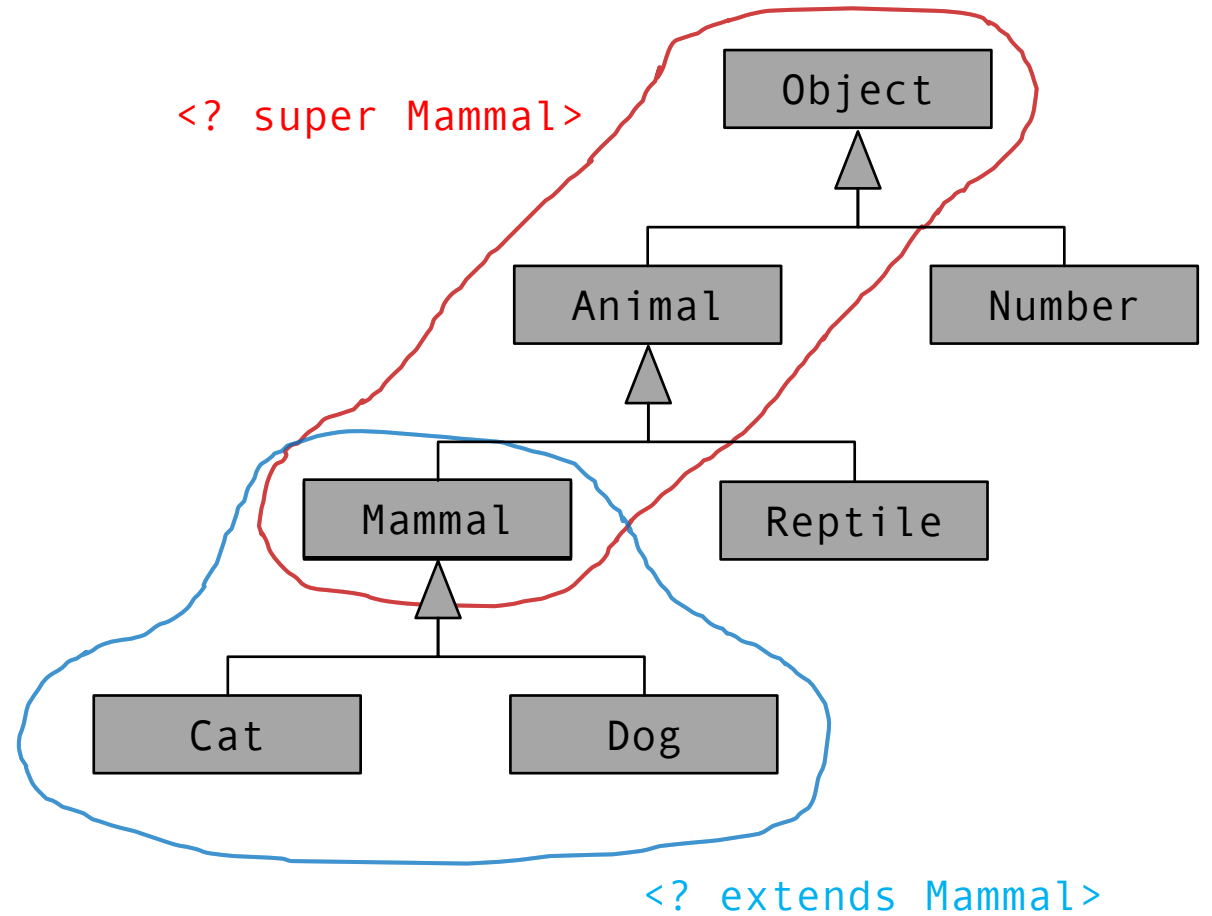 Object
<? super Mammal>
Animal
Number
Mammal
Reptile
Cat
Dog
<? extends Mammal>